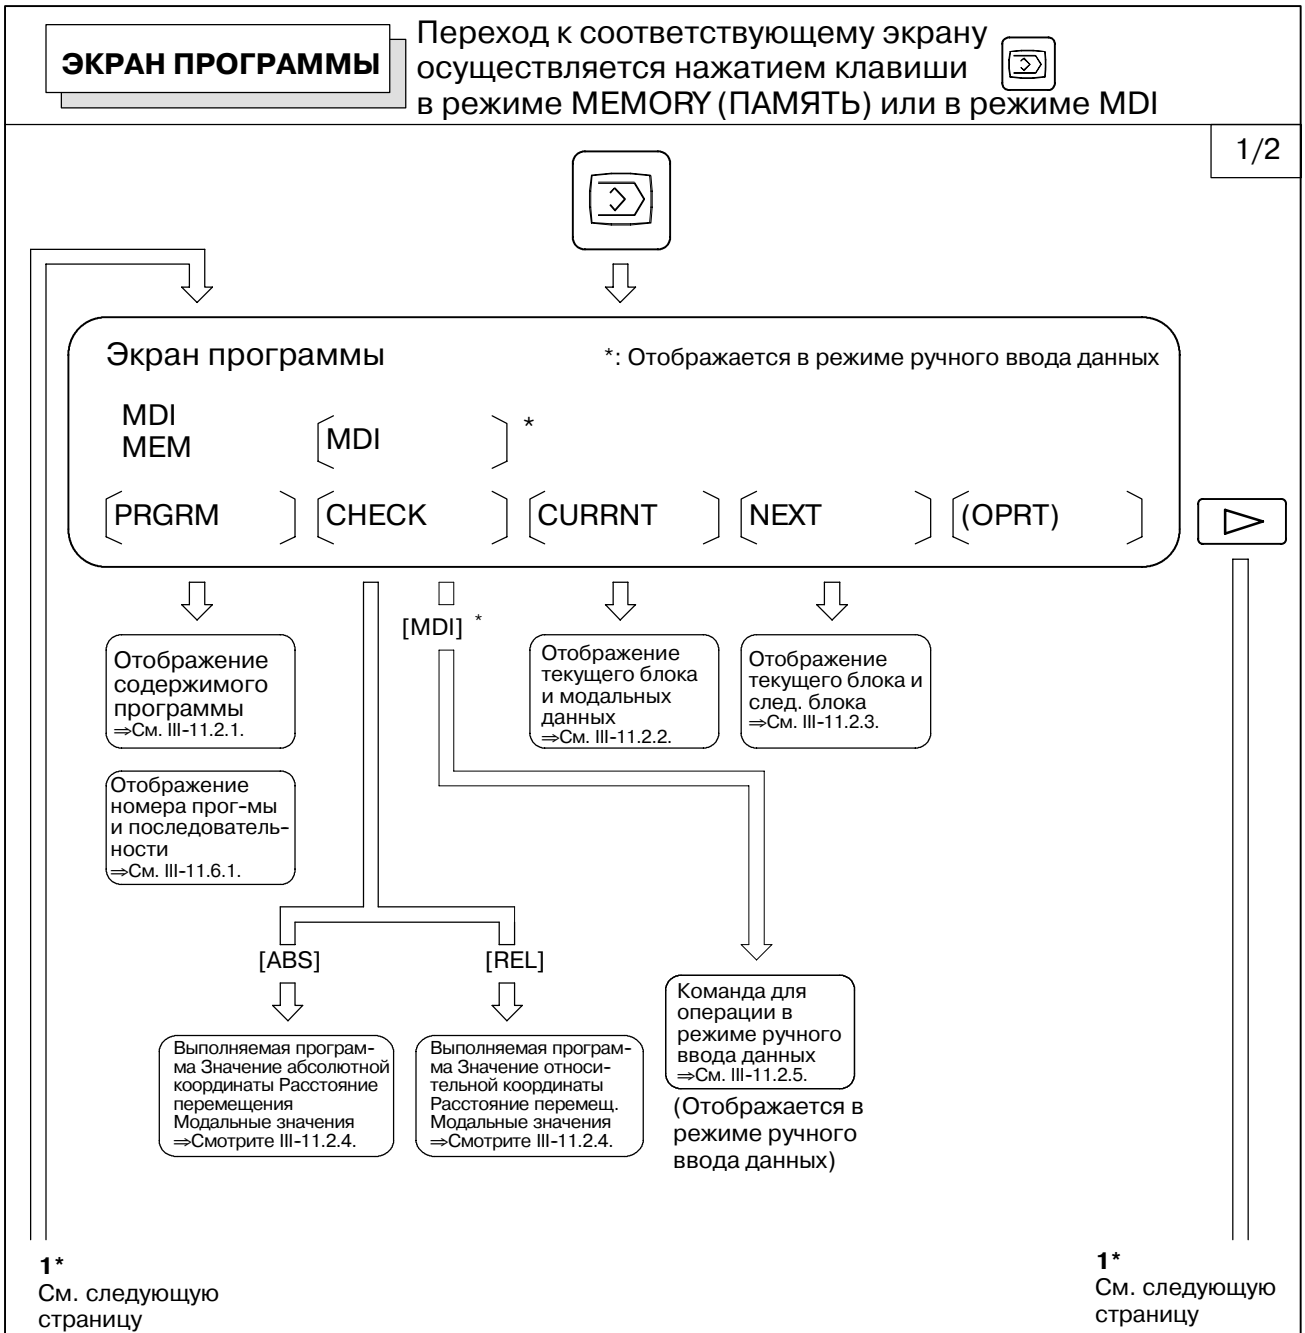 ЭКРАН ПРОГРАММЫ
Переход к соответствующему экрану
осуществляется нажатием клавиши
в режиме MEMORY (ПАМЯТЬ) или в режиме MDI
1/2
Экран программы
*: Отображается в режиме ручного ввода данных
MDI
MEM
MDI *
PRGRM
CHECK
CURRNT
NEXT
(OPRT)
[MDI] *
Отображение
содержимого
программы
⇒См. III-11.2.1.
Отображение
текущего блока
и модальных
данных
⇒См. III-11.2.2.
Отображение
текущего блока и
след. блока
⇒См. III-11.2.3.
Отображение
номера прог-мы
и последователь-
ности
⇒См. III-11.6.1.
[ABS]
[REL]
Выполняемая програм-
ма Значение абсолютной
координаты Расстояние
перемещения
Модальные значения
⇒Смотрите III-11.2.4.
Выполняемая програм-
ма Значение относи-
тельной координаты
Расстояние перемещ.
Модальные значения
⇒Смотрите III-11.2.4.
Команда для
операции в
режиме ручного
ввода данных
⇒См. III-11.2.5.
(Отображается в
режиме ручного
ввода данных)
1*
См. следующую
страницу
1*
См. следующую
страницу